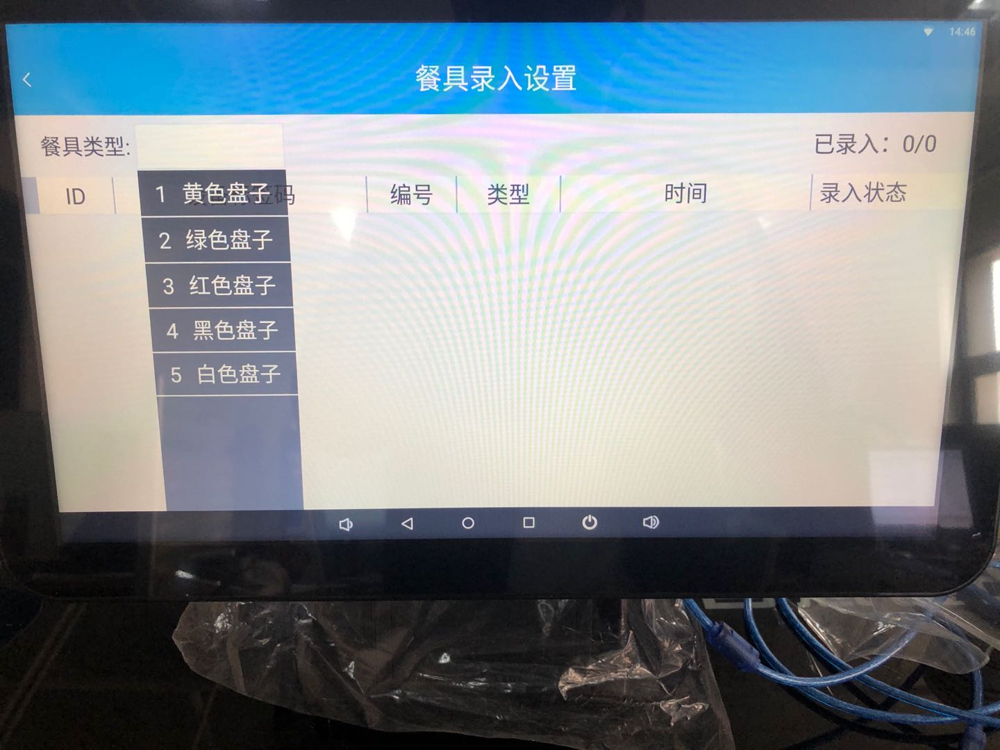 14:46
餐具录入设置
餐具类型:
已录入：0/0
ID
签码
编号
类型
时间
录入状态
1 黄色盘子
2 绿色盘子
3 红色盘子
4 黑色盘子
5 白色盘子